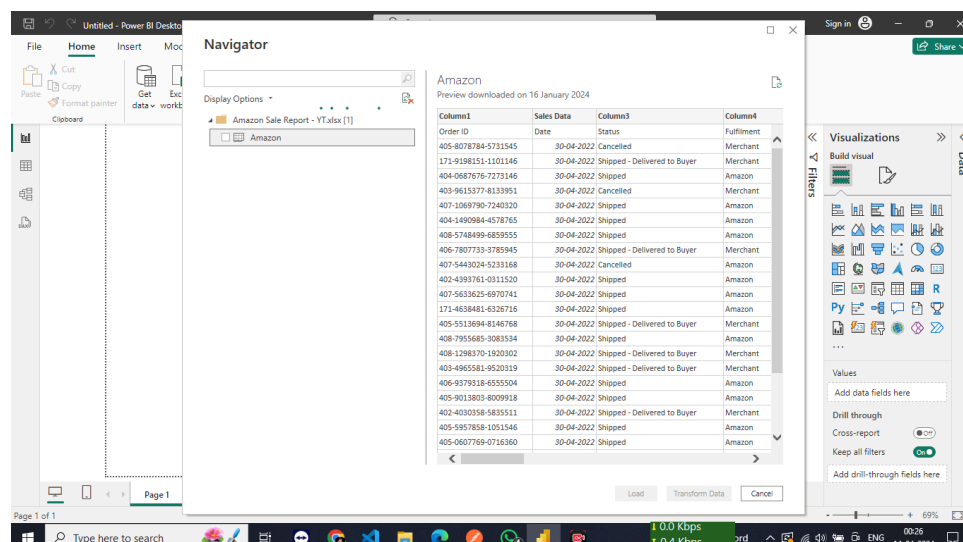 Untitled - Power BI Deskto
Sign in
File Home Insert Mod
Share
Paste
Cut
Copy
Format painter
Clipboard
Get data
Exc
workb
Navigator
Display Options
Amazon Sale Report - YT.xlsx [1]
Amazon
Amazon
Preview downloaded on 16 January 2024
Column1 Sales Data Column3 Column4
Order ID Date Status Fulfilment
405-8078784-5731545 30-04-2022 Cancelled Merchant
171-9198151-1101146 30-04-2022 Shipped - Delivered to Buyer Merchant
404-0687676-7273146 30-04-2022 Shipped Amazon
403-9615377-8133951 30-04-2022 Cancelled Merchant
407-1069790-7240320 30-04-2022 Shipped Amazon
404-1490984-4578765 30-04-2022 Shipped Amazon
408-5748499-6859555 30-04-2022 Shipped Amazon
406-7807733-3785945 30-04-2022 Shipped - Delivered to Buyer Merchant
407-5443024-5233168 30-04-2022 Cancelled Amazon
402-4393761-0311520 30-04-2022 Shipped Amazon
407-5633625-6970741 30-04-2022 Shipped Amazon
171-4638481-6326716 30-04-2022 Shipped Amazon
405-5513694-8146768 30-04-2022 Shipped - Delivered to Buyer Merchant
408-7955685-3083534 30-04-2022 Shipped Amazon
408-1298370-1920302 30-04-2022 Shipped - Delivered to Buyer Merchant
403-4965581-9520319 30-04-2022 Shipped - Delivered to Buyer Merchant
406-9379318-6555504 30-04-2022 Shipped Amazon
405-9013803-8009918 30-04-2022 Shipped Amazon
402-4030358-5835511 30-04-2022 Shipped - Delivered to Buyer Merchant
405-5957858-1051546 30-04-2022 Shipped Amazon
405-0607769-0716360 30-04-2022 Shipped Amazon
Load Transform Data Cancel
Filters
Visualizations
Build visual
R
Py
...
Values
Add data fields here
Drill through
Cross-report Off
Keep all filters On
Add drill-through fields here
Data
Page 1
Page 1 of 1
69%
Type here to search
0.0 Kbps
0.4 Kbps
ord
ENG
00:26